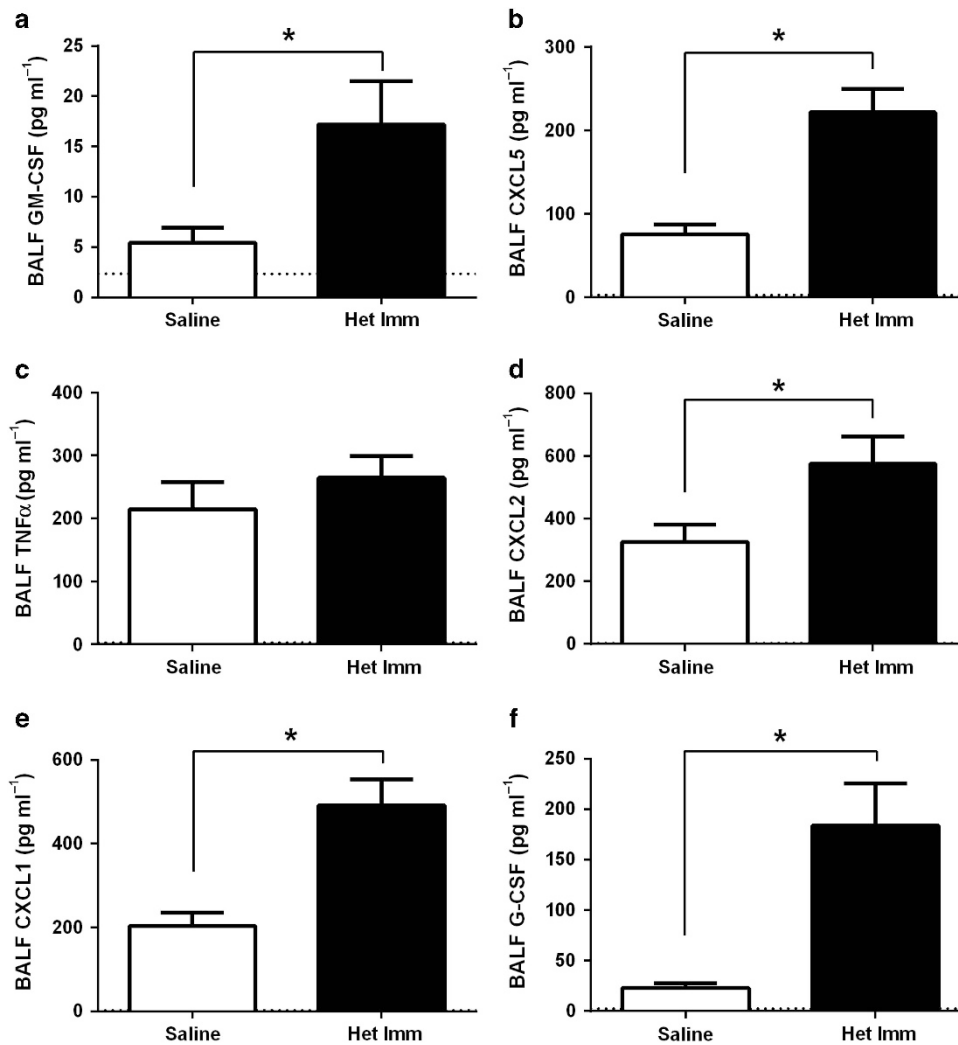 a
BALF GM-CSF (pg ml⁻¹)
25
20
15
10
5
0
*
Saline Het Imm
b
BALF CXCL5 (pg ml⁻¹)
300
200
100
0
*
Saline Het Imm
c
BALF TNFα (pg ml⁻¹)
400
300
200
100
0
Saline Het Imm
d
BALF CXCL2 (pg ml⁻¹)
800
600
400
200
0
*
Saline Het Imm
e
BALF CXCL1 (pg ml⁻¹)
600
400
200
0
*
Saline Het Imm
f
BALF G-CSF (pg ml⁻¹)
250
200
150
100
50
0
*
Saline Het Imm